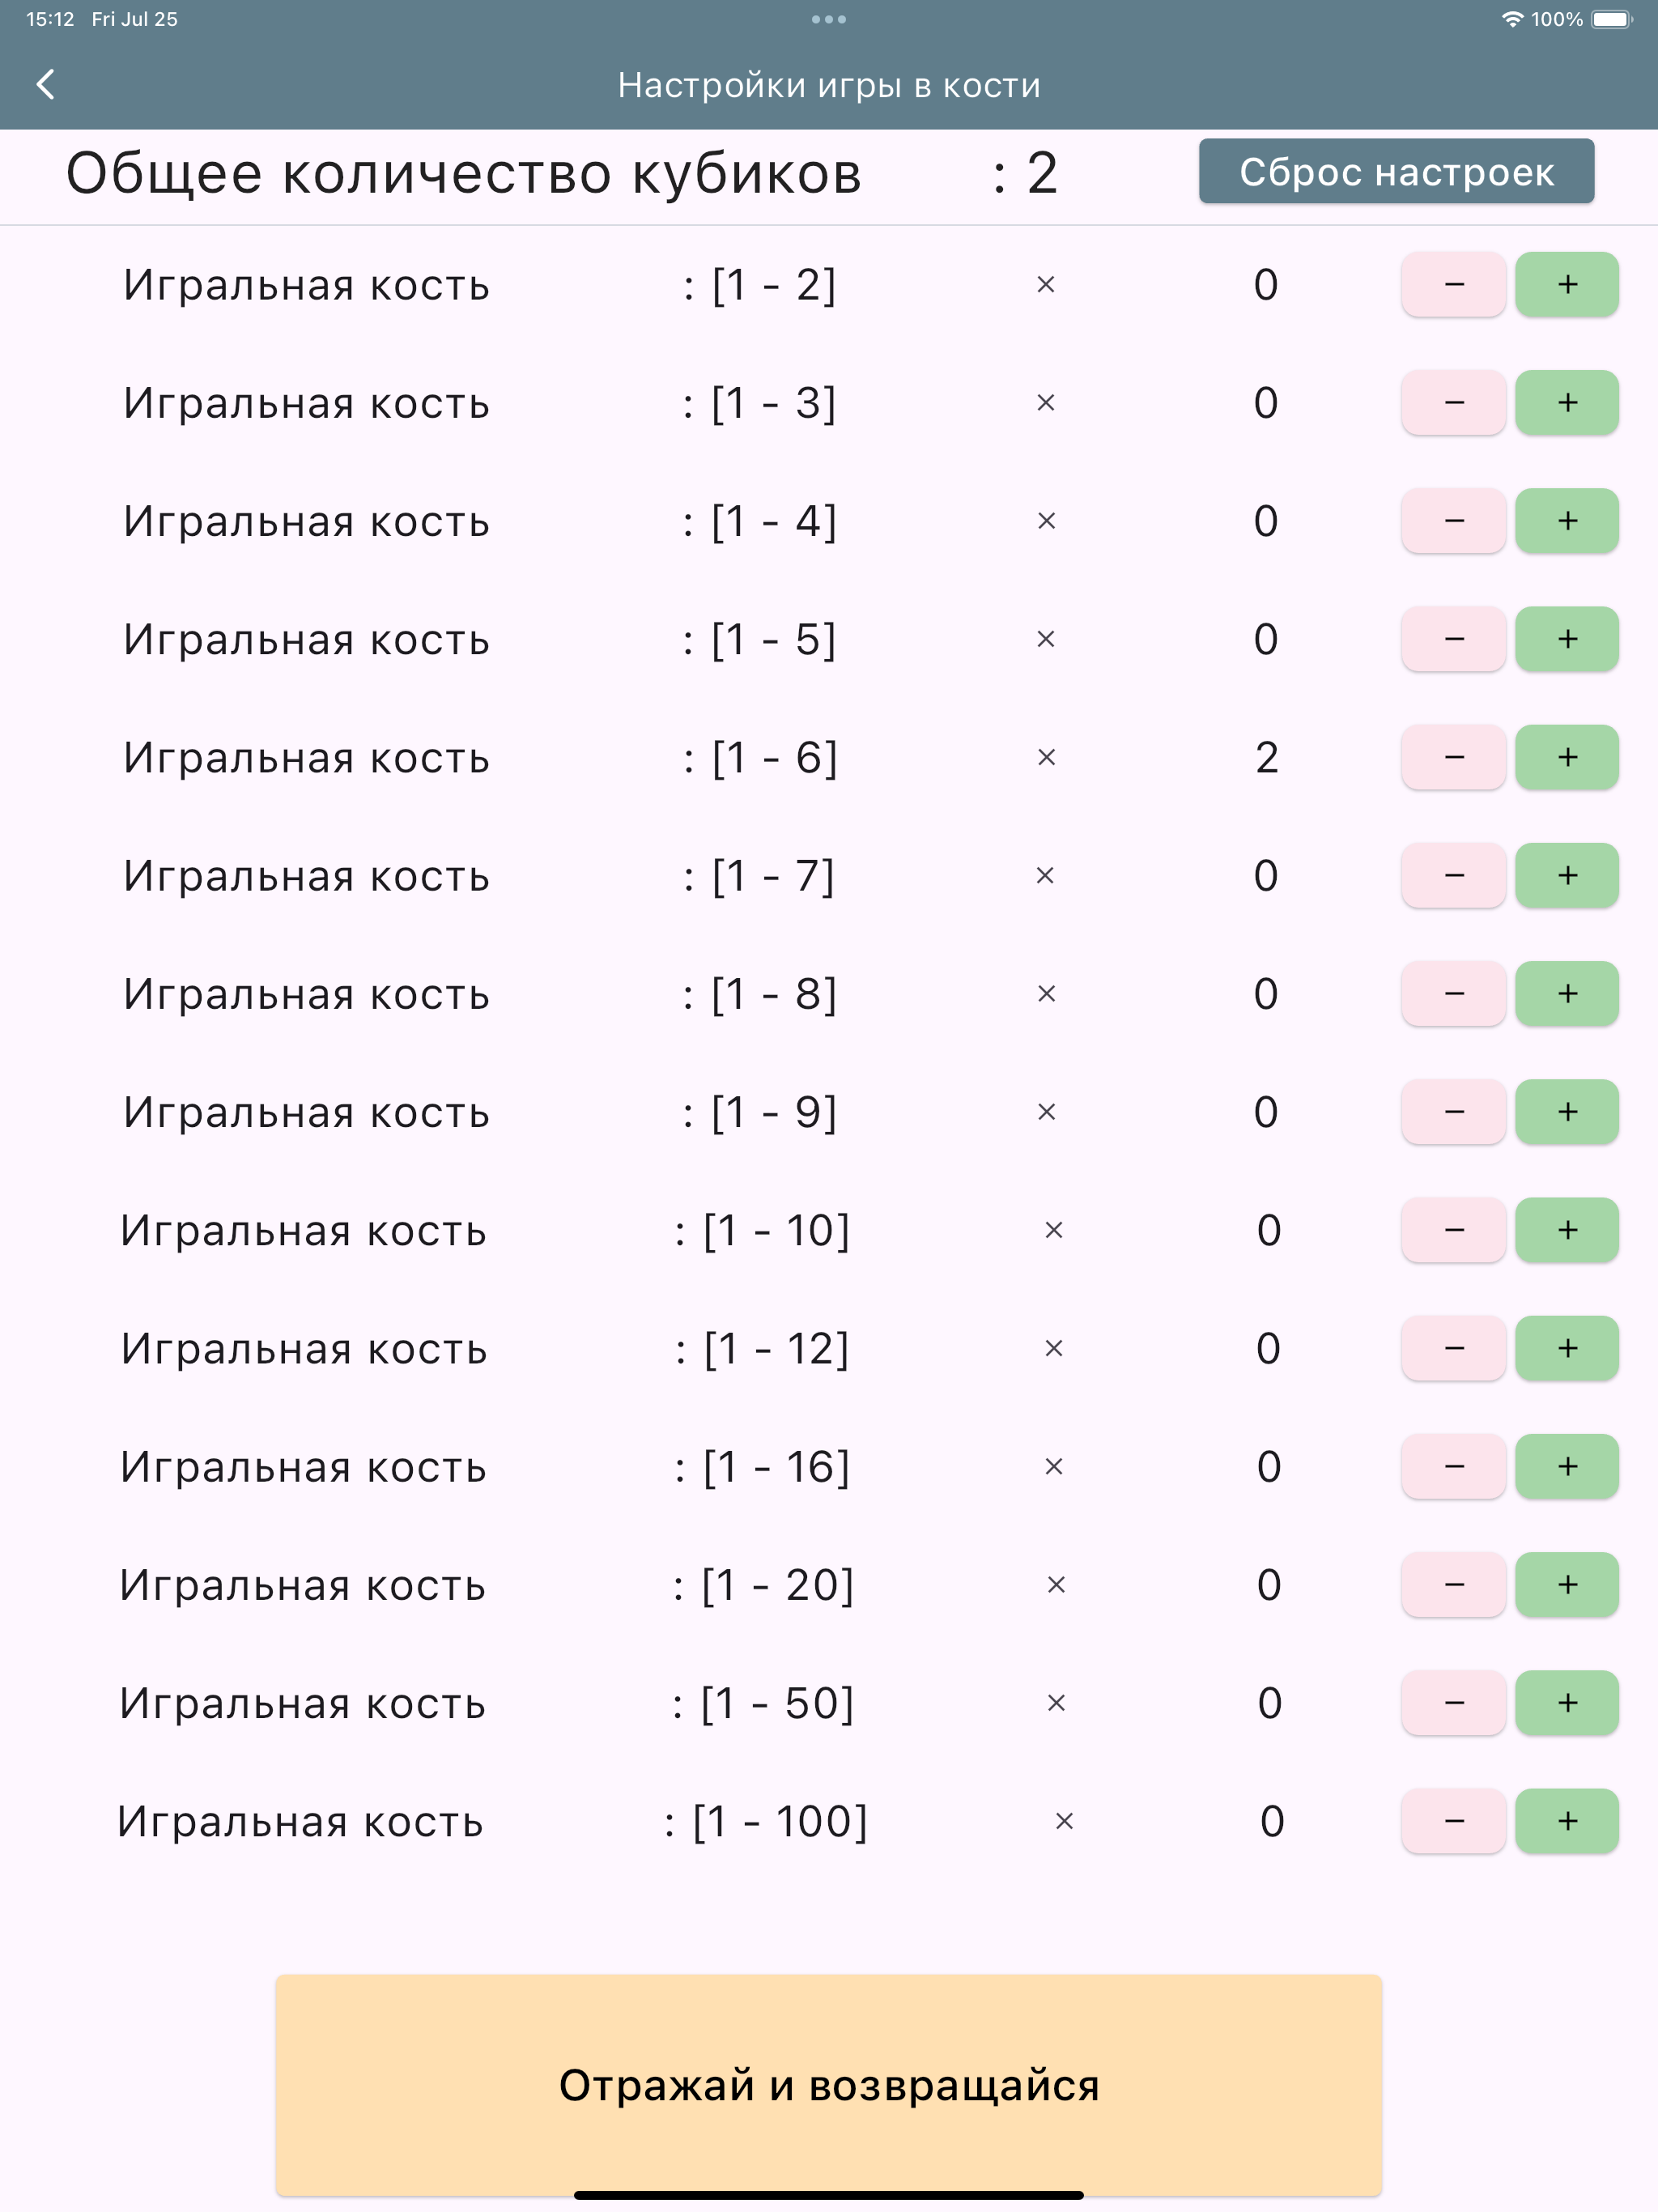 15:12 Fri Jul 25 100%
Настройки игры в кости
Общее количество кубиков : 2 Сброс настроек
Игральная кость : [1 - 2] × 0 − +
Игральная кость : [1 - 3] × 0 − +
Игральная кость : [1 - 4] × 0 − +
Игральная кость : [1 - 5] × 0 − +
Игральная кость : [1 - 6] × 2 − +
Игральная кость : [1 - 7] × 0 − +
Игральная кость : [1 - 8] × 0 − +
Игральная кость : [1 - 9] × 0 − +
Игральная кость : [1 - 10] × 0 − +
Игральная кость : [1 - 12] × 0 − +
Игральная кость : [1 - 16] × 0 − +
Игральная кость : [1 - 20] × 0 − +
Игральная кость : [1 - 50] × 0 − +
Игральная кость : [1 - 100] × 0 − +
Отражай и возвращайся